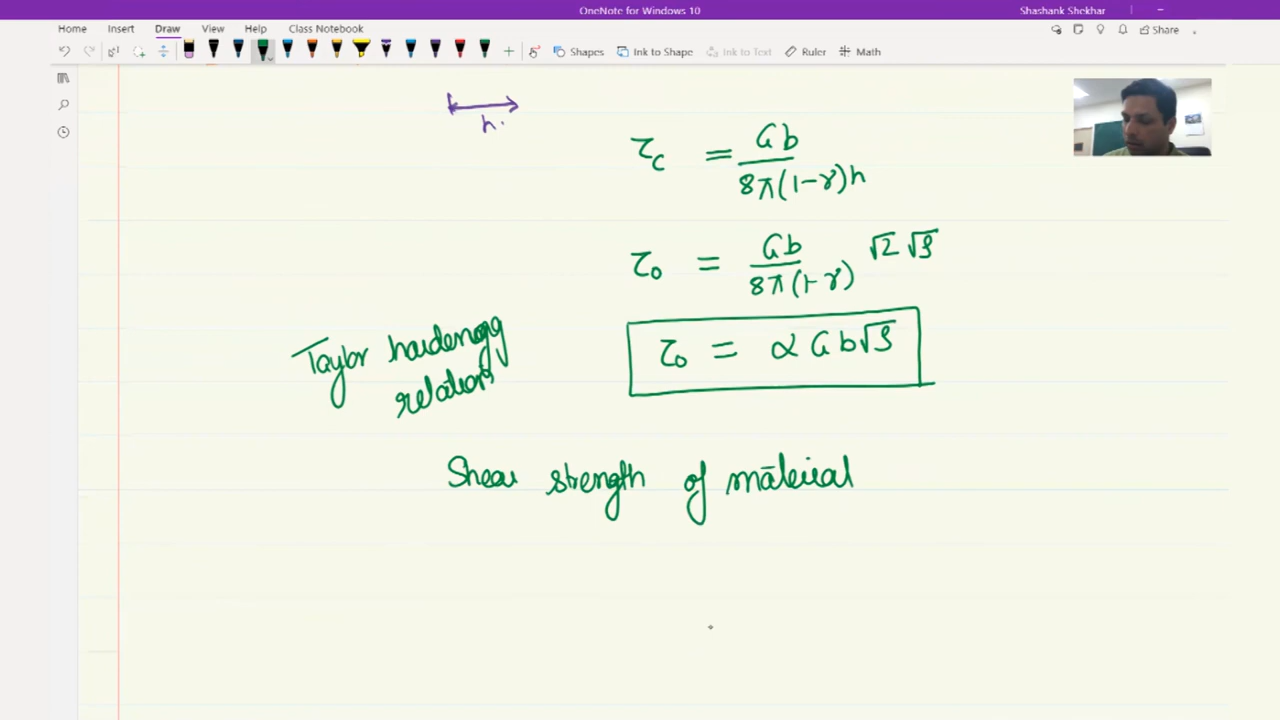 OneNote for Windows 10
Shashank Shekhar
Home Insert Draw View Help Class Notebook
Share
Shapes Ink to Shape Ink to Text Ruler Math
h.
τc = Gb / 8π(1-γ)h
τ0 = Gb / 8π(1-γ) √2 √ρ
Taylor hardening
relation
τ0 = α G b √ρ
Shear strength of material